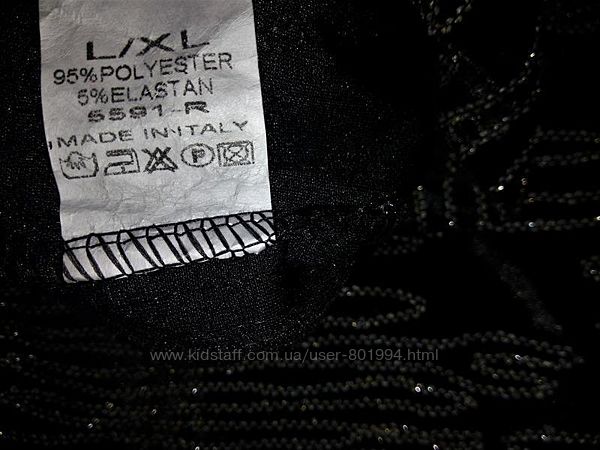 L/XL
95%POLYESTER
5%ELASTAN
5591-R
MADE IN ITALY
P
www.kidstaff.com.ua/user-801994.html